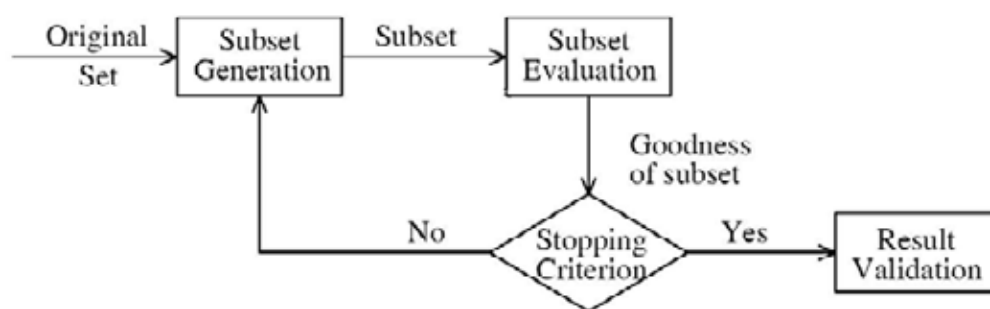 Original
Set
Subset
Generation
Subset
Subset
Evaluation
Goodness
of subset
No
Stopping
Criterion
Yes
Result
Validation